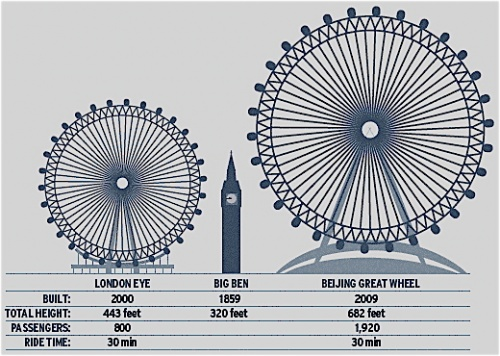 LONDON EYE BIG BEN BEIJING GREAT WHEEL
BUILT: 2000 1859 2009
TOTAL HEIGHT: 443 feet 320 feet 682 feet
PASSENGERS: 800 1,920
RIDE TIME: 30 min 30 min